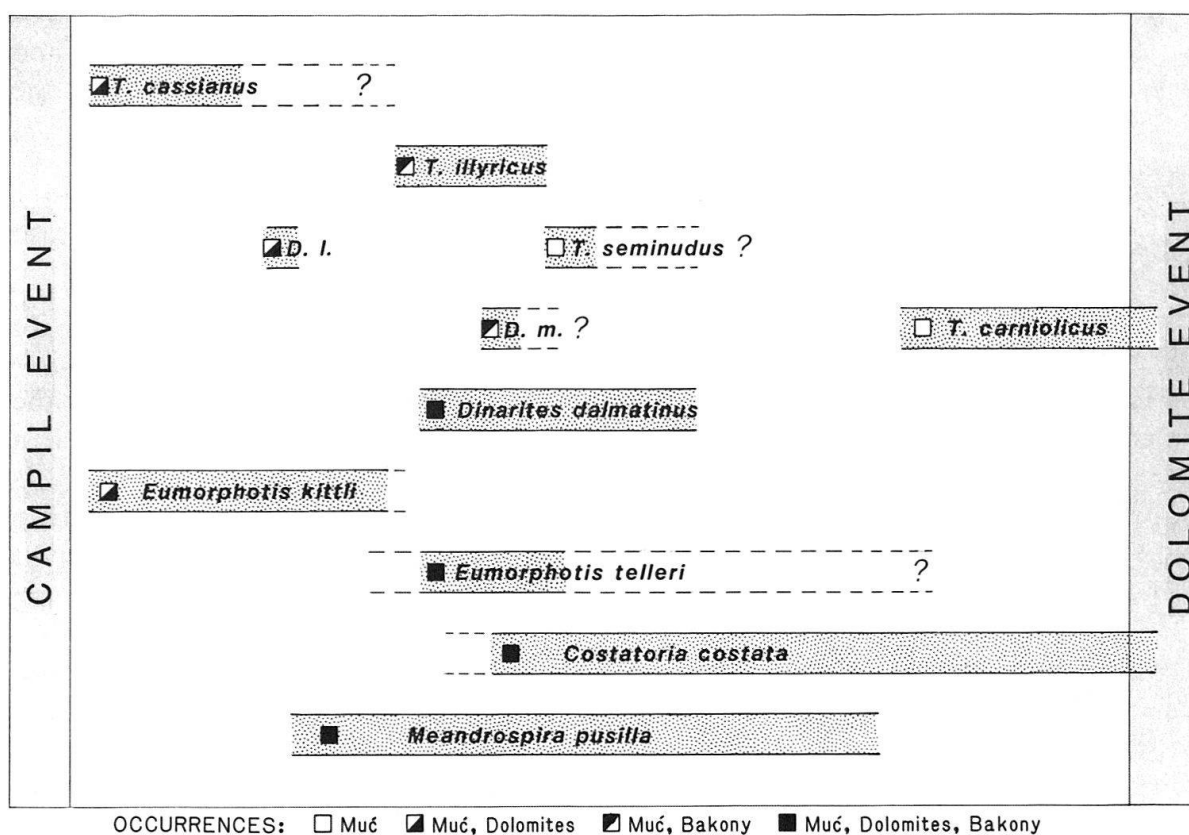 CAMPIL EVENT
T. cassianus ?
T. illyricus
D. l.
T. seminudus ?
D. m. ?
T. carniolicus
Dinarites dalmatinus
Eumorphotis kittli
Eumorphotis telleri ?
Costatoria costata
Meandrospira pusilla
DOLOMITE EVENT
OCCURRENCES: Muć Muć, Dolomites Muć, Bakony Muć, Dolomites, Bakony